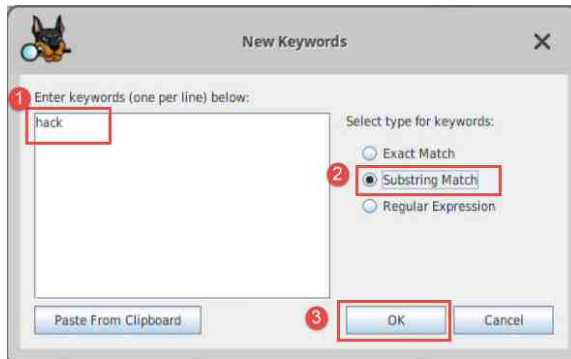 New Keywords
1
Enter keywords (one per line) below:
hack
Select type for keywords:
Exact Match
2
Substring Match
Regular Expression
Paste From Clipboard
3
OK
Cancel